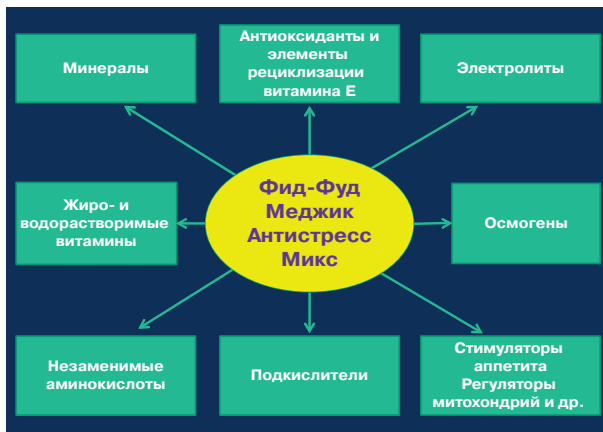 Минералы
Антиоксиданты и
элементы
рециклизации
витамина Е
Электролиты
Жиро- и
водорастворимые
витамины
Фид-Фуд
Меджик
Антистресс
Микс
Осмогены
Незаменимые
аминокислоты
Подкислители
Стимуляторы
аппетита
Регуляторы
митохондрий и др.